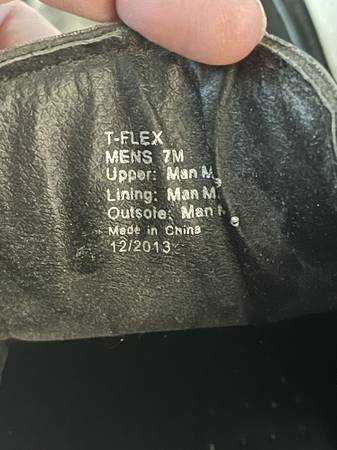 T-FLEX
MENS 7M
Upper: Man M
Lining: Man M
Outsole: Man
Made in China
12/2013